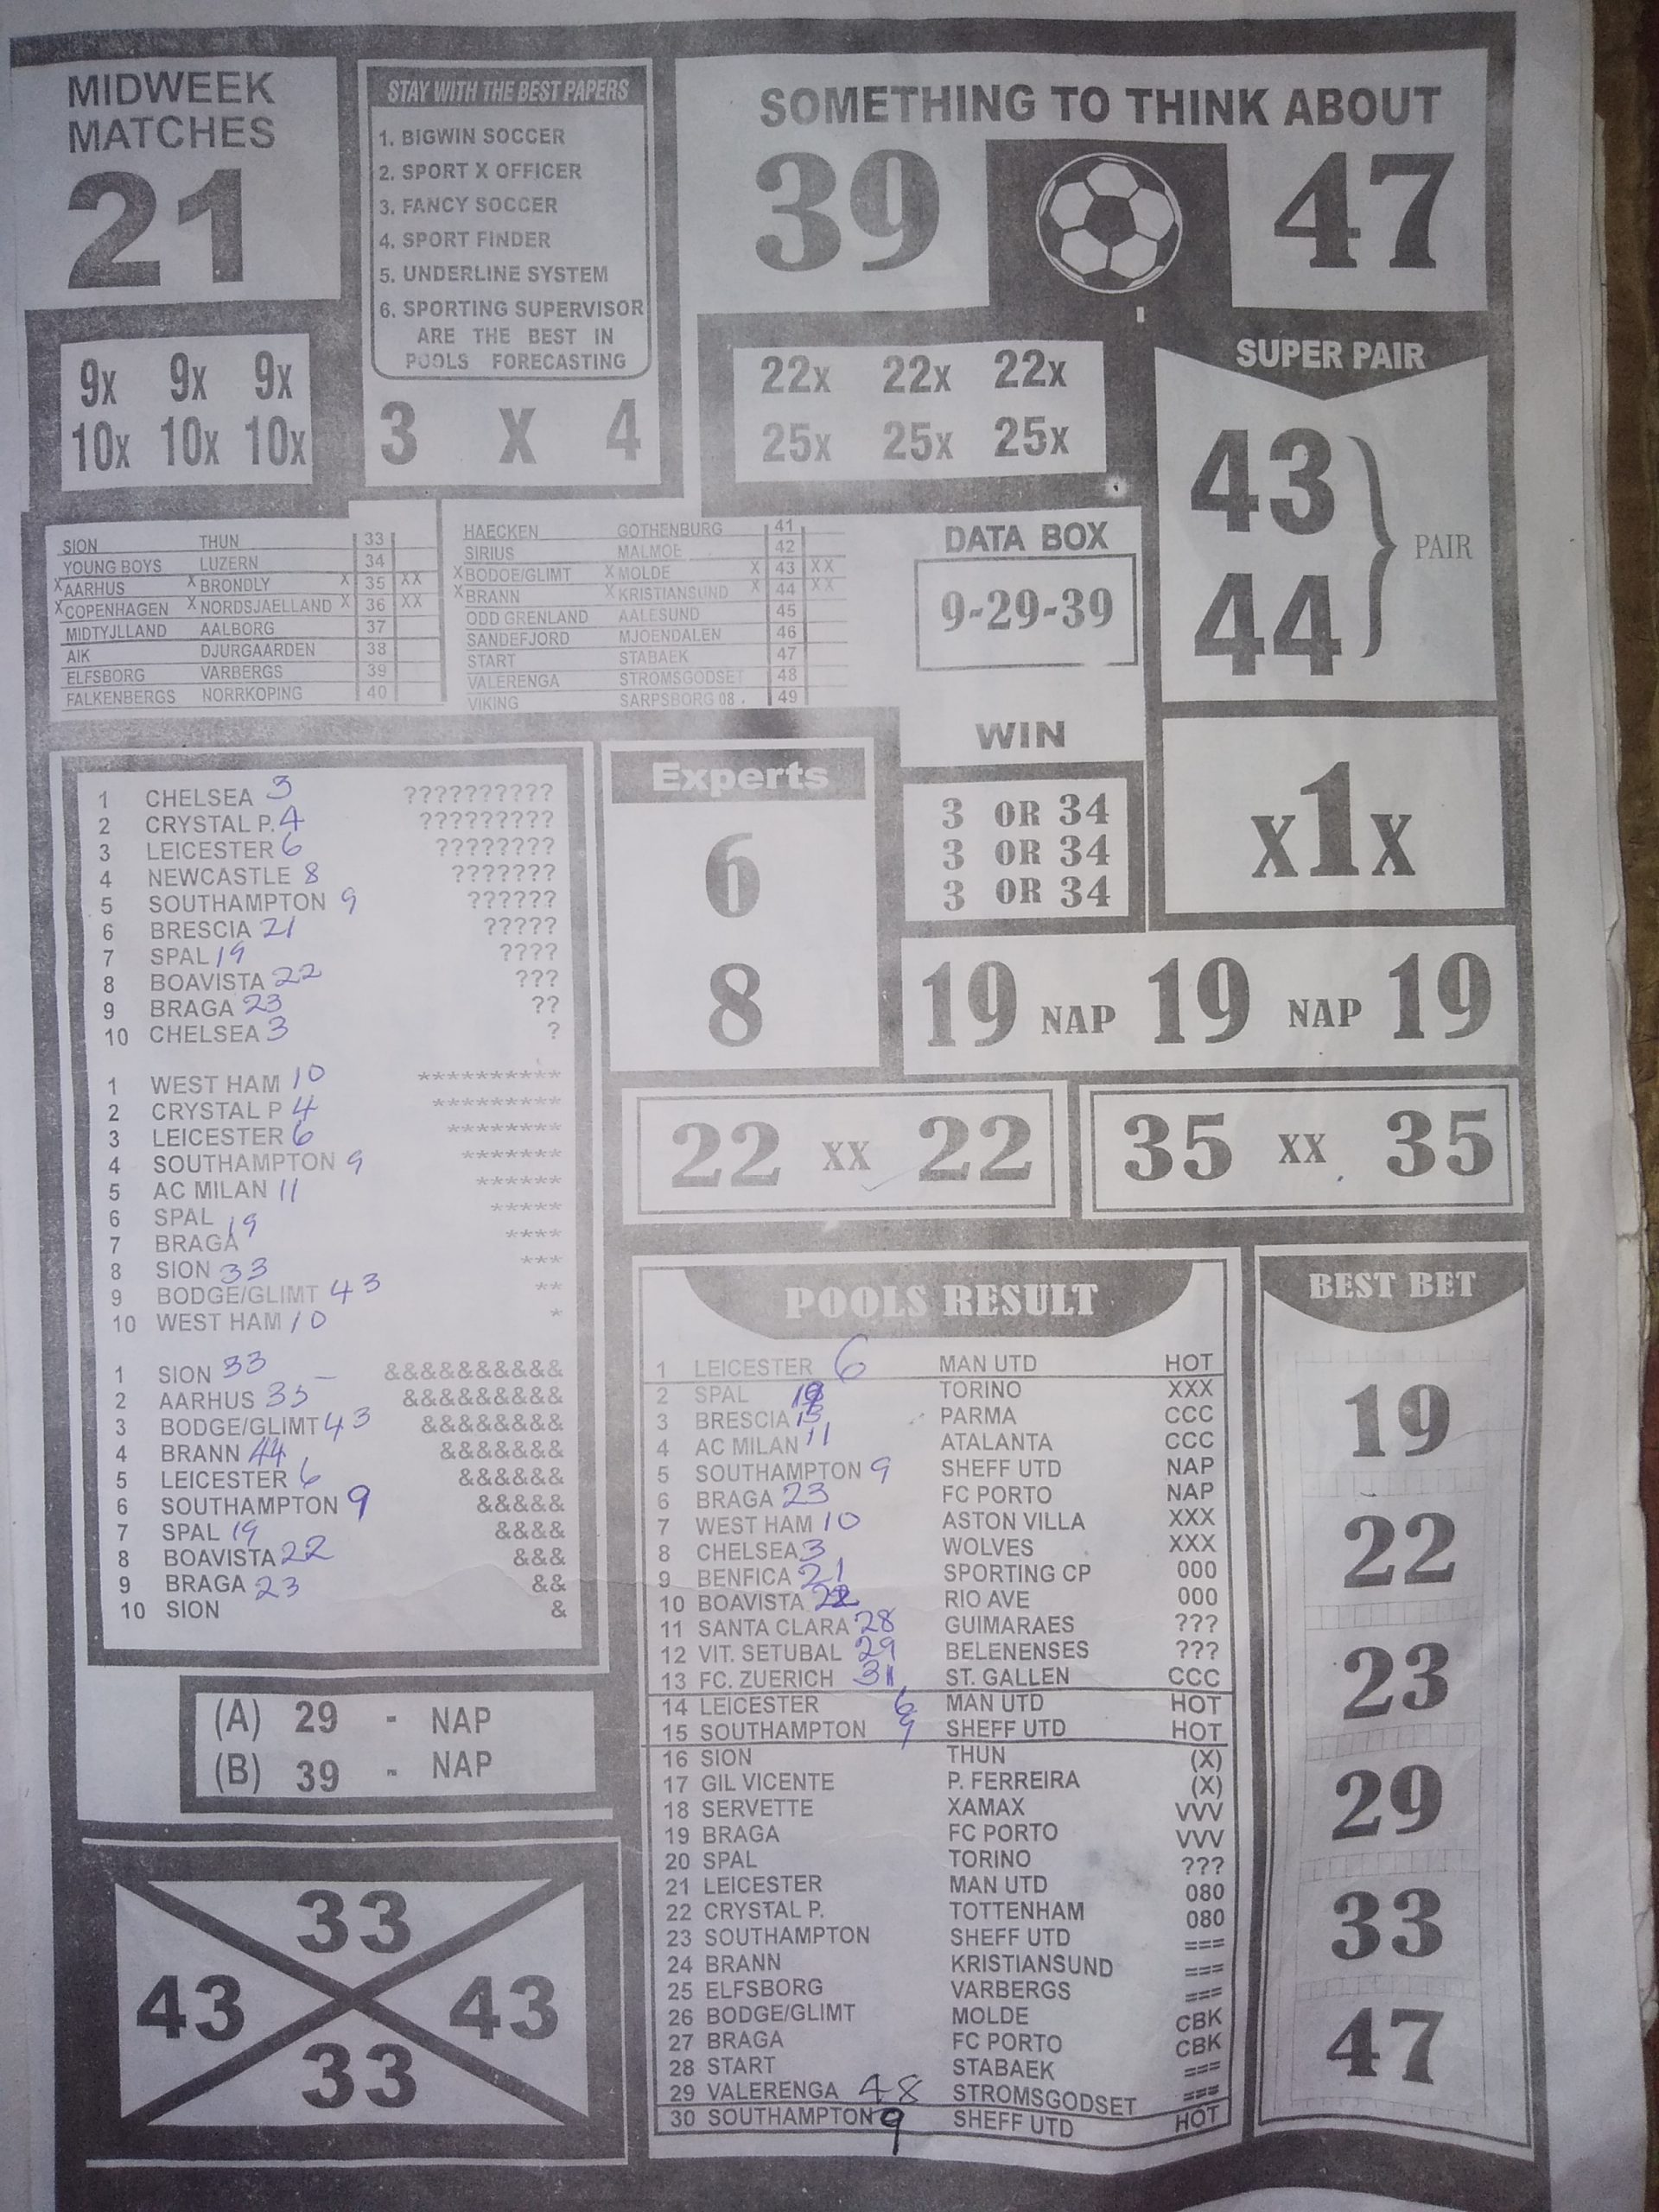 MIDWEEK
MATCHES
21
STAY WITH THE BEST PAPERS
1. BIGWIN SOCCER
2. SPORT X OFFICER
3. FANCY SOCCER
4. SPORT FINDER
5. UNDERLINE SYSTEM
6. SPORTING SUPERVISOR
ARE THE BEST IN
POOLS FORECASTING
SOMETHING TO THINK ABOUT
39 47
9x 9x 9x
10x 10x 10x
3 X 4
22x 22x 22x
25x 25x 25x
SUPER PAIR
43
44
PAIR
SION THUN 33
YOUNG BOYS LUZERN 34
X AARHUS X BRONDLY X 35 XX
X COPENHAGEN X NORDSJAELLAND X 36 XX
MIDTYJLLAND AALBORG 37
AIK DJURGAARDEN 38
ELFSBORG VARBERGS 39
FALKENBERGS NORRKOPING 40
HAECKEN GOTHENBURG 41
SIRIUS MALMOE 42
X BODOE/GLIMT X MOLDE X 43 XX
X BRANN X KRISTIANSUND X 44 XX
ODD GRENLAND AALESUND 45
SANDEFJORD MJOENDALEN 46
START STABAEK 47
VALERENGA STROMSGODSET 48
VIKING SARPSBORG 08 . 49
DATA BOX
9-29-39
WIN
3 OR 34
3 OR 34
3 OR 34
x1x
1 CHELSEA 3 ??????????
2 CRYSTAL P. 4 ?????????
3 LEICESTER 6 ????????
4 NEWCASTLE 8 ???????
5 SOUTHAMPTON 9 ??????
6 BRESCIA 21 ?????
7 SPAL 19 ????
8 BOAVISTA 22 ???
9 BRAGA 23 ??
10 CHELSEA 3 ?
1 WEST HAM 10 **********
2 CRYSTAL P 4 *********
3 LEICESTER 6 ********
4 SOUTHAMPTON 9 *******
5 AC MILAN 11 ******
6 SPAL 19 *****
7 BRAGA ****
8 SION 33 ***
9 BODGE/GLIMT 43 **
10 WEST HAM 10 *
1 SION 33 &&&&&&&&&&
2 AARHUS 35 &&&&&&&&&
3 BODGE/GLIMT 43 &&&&&&&&
4 BRANN 44 &&&&&&&
5 LEICESTER 6 &&&&&&
6 SOUTHAMPTON 9 &&&&&
7 SPAL 19 &&&&
8 BOAVISTA 22 &&&
9 BRAGA 23 &&
10 SION &
Experts
6
8
19 NAP 19 NAP 19
22 XX 22
35 XX 35
(A) 29 - NAP
(B) 39 - NAP
33
43 43
33
POOLS RESULT
1 LEICESTER 6 MAN UTD HOT
2 SPAL TORINO XXX
3 BRESCIA PARMA CCC
4 AC MILAN 11 ATALANTA CCC
5 SOUTHAMPTON 9 SHEFF UTD NAP
6 BRAGA 23 FC PORTO NAP
7 WEST HAM 10 ASTON VILLA XXX
8 CHELSEA 3 WOLVES XXX
9 BENFICA 21 SPORTING CP 000
10 BOAVISTA 22 RIO AVE 000
11 SANTA CLARA 28 GUIMARAES ???
12 VIT. SETUBAL 29 BELENENSES ???
13 FC. ZUERICH 31 ST. GALLEN CCC
14 LEICESTER 6 MAN UTD HOT
15 SOUTHAMPTON 9 SHEFF UTD HOT
16 SION THUN (X)
17 GIL VICENTE P. FERREIRA (X)
18 SERVETTE XAMAX VVV
19 BRAGA FC PORTO VVV
20 SPAL TORINO ???
21 LEICESTER MAN UTD 080
22 CRYSTAL P. TOTTENHAM 080
23 SOUTHAMPTON SHEFF UTD ===
24 BRANN KRISTIANSUND ===
25 ELFSBORG VARBERGS ===
26 BODGE/GLIMT MOLDE CBK
27 BRAGA FC PORTO CBK
28 START STABAEK ===
29 VALERENGA 48 STROMSGODSET ===
30 SOUTHAMPTON 9 SHEFF UTD HOT
BEST BET
19
22
23
29
33
47